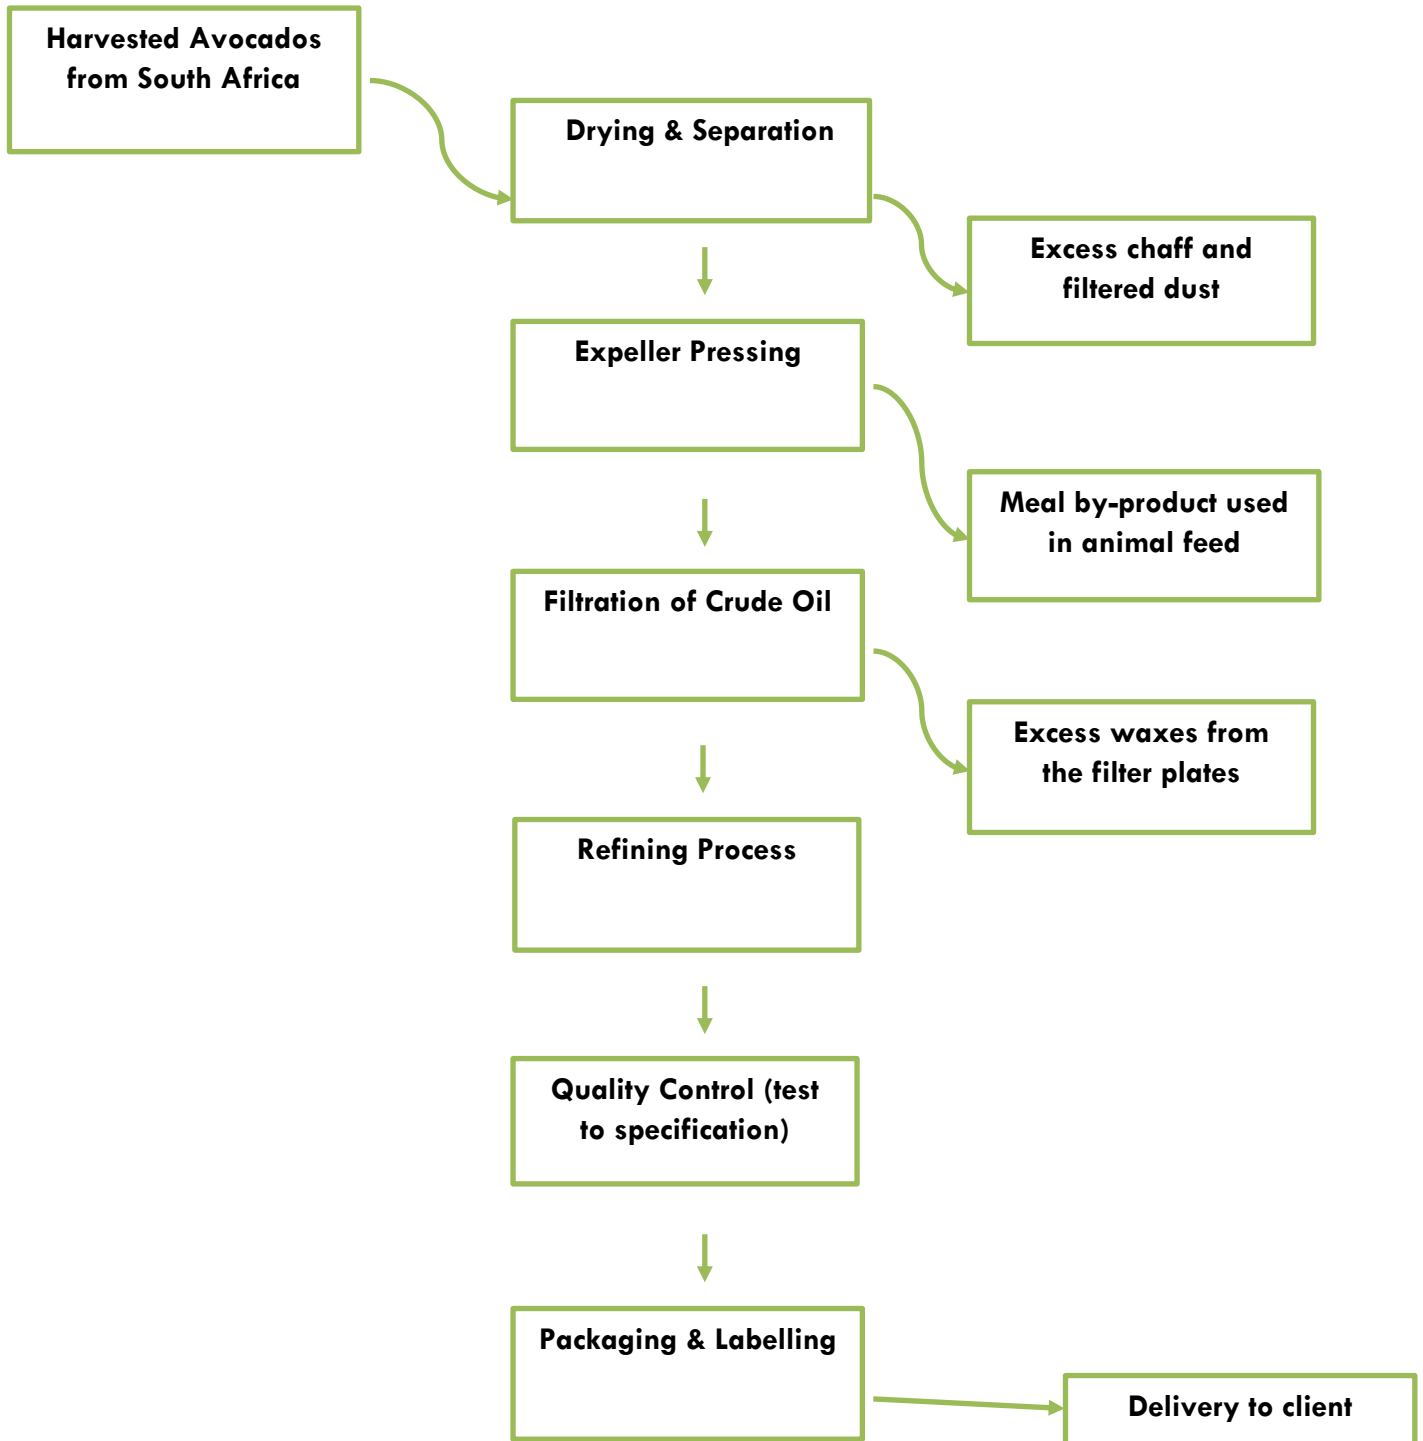 Harvested Avocados
from South Africa
Drying & Separation
Excess chaff and
filtered dust
Expeller Pressing
Meal by-product used
in animal feed
Filtration of Crude Oil
Excess waxes from
the filter plates
Refining Process
Quality Control (test
to specification)
Packaging & Labelling
Delivery to client